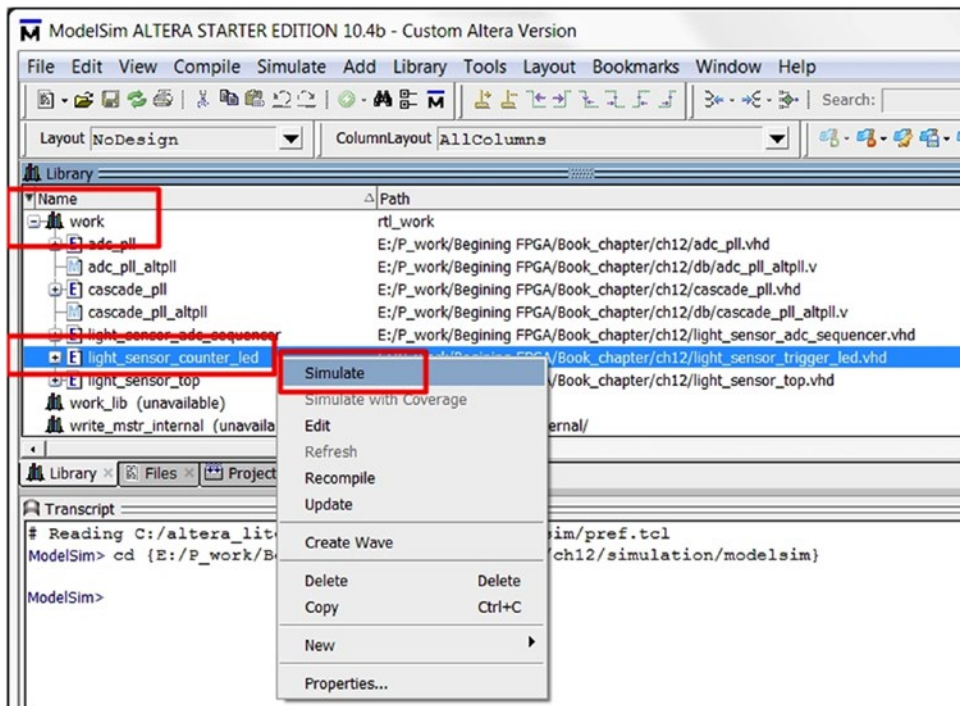 ModelSim ALTERA STARTER EDITION 10.4b - Custom Altera Version
File Edit View Compile Simulate Add Library Tools Layout Bookmarks Window Help
Search:
Layout NoDesign ColumnLayout AllColumns
Library
Name Path
work rtl_work
adc_pll E:/P_work/Begining FPGA/Book_chapter/ch12/adc_pll.vhd
adc_pll_altpll E:/P_work/Begining FPGA/Book_chapter/ch12/db/adc_pll_altpll.v
cascade_pll E:/P_work/Begining FPGA/Book_chapter/ch12/cascade_pll.vhd
cascade_pll_altpll E:/P_work/Begining FPGA/Book_chapter/ch12/db/cascade_pll_altpll.v
light_sensor_adc_sequencer E:/P_work/Begining FPGA/Book_chapter/ch12/light_sensor_adc_sequencer.vhd
light_sensor_counter_led /Book_chapter/ch12/light_sensor_trigger_led.vhd
light_sensor_top /Book_chapter/ch12/light_sensor_top.vhd
work_lib (unavailable)
write_mstr_internal (unavaila ernal/
Simulate
Simulate with Coverage
Edit
Refresh
Recompile
Update
Create Wave
Delete Delete
Copy Ctrl+C
New
Properties...
Library Files Project
Transcript
# Reading C:/altera_lit sim/pref.tcl
ModelSim> cd {E:/P_work/B /ch12/simulation/modelsim}
ModelSim>